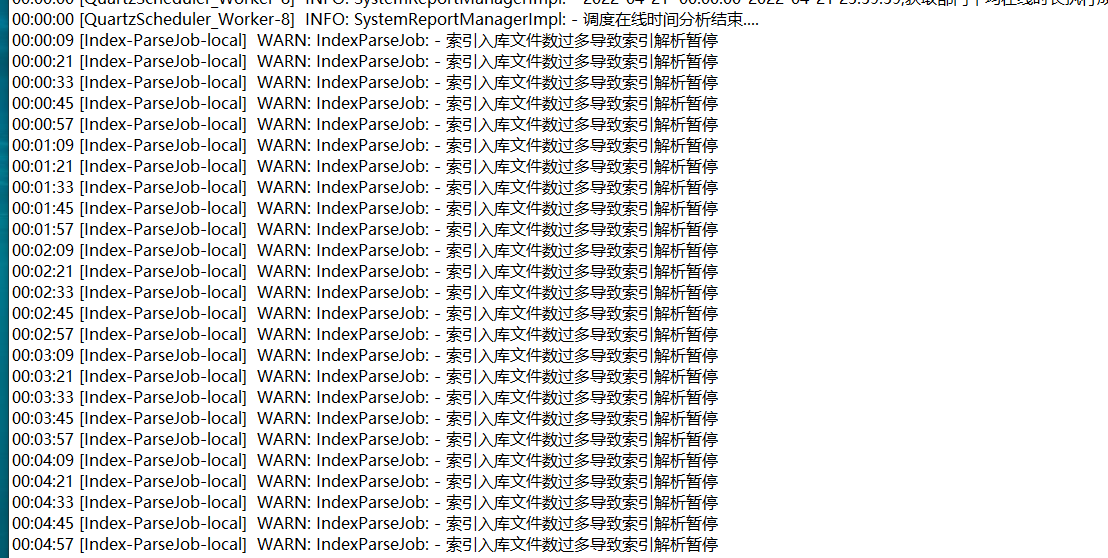 00:00:00 [QuartzScheduler_Worker-8] INFO: SystemReportManagerImpl: - 2022-04-21 00:00:00-2022-04-21 23:59:59,获取部门平均在线时长执行
00:00:00 [QuartzScheduler_Worker-8] INFO: SystemReportManagerImpl: - 调度在线时间分析结束....
00:00:09 [Index-ParseJob-local] WARN: IndexParseJob: - 索引入库文件数过多导致索引解析暂停
00:00:21 [Index-ParseJob-local] WARN: IndexParseJob: - 索引入库文件数过多导致索引解析暂停
00:00:33 [Index-ParseJob-local] WARN: IndexParseJob: - 索引入库文件数过多导致索引解析暂停
00:00:45 [Index-ParseJob-local] WARN: IndexParseJob: - 索引入库文件数过多导致索引解析暂停
00:00:57 [Index-ParseJob-local] WARN: IndexParseJob: - 索引入库文件数过多导致索引解析暂停
00:01:09 [Index-ParseJob-local] WARN: IndexParseJob: - 索引入库文件数过多导致索引解析暂停
00:01:21 [Index-ParseJob-local] WARN: IndexParseJob: - 索引入库文件数过多导致索引解析暂停
00:01:33 [Index-ParseJob-local] WARN: IndexParseJob: - 索引入库文件数过多导致索引解析暂停
00:01:45 [Index-ParseJob-local] WARN: IndexParseJob: - 索引入库文件数过多导致索引解析暂停
00:01:57 [Index-ParseJob-local] WARN: IndexParseJob: - 索引入库文件数过多导致索引解析暂停
00:02:09 [Index-ParseJob-local] WARN: IndexParseJob: - 索引入库文件数过多导致索引解析暂停
00:02:21 [Index-ParseJob-local] WARN: IndexParseJob: - 索引入库文件数过多导致索引解析暂停
00:02:33 [Index-ParseJob-local] WARN: IndexParseJob: - 索引入库文件数过多导致索引解析暂停
00:02:45 [Index-ParseJob-local] WARN: IndexParseJob: - 索引入库文件数过多导致索引解析暂停
00:02:57 [Index-ParseJob-local] WARN: IndexParseJob: - 索引入库文件数过多导致索引解析暂停
00:03:09 [Index-ParseJob-local] WARN: IndexParseJob: - 索引入库文件数过多导致索引解析暂停
00:03:21 [Index-ParseJob-local] WARN: IndexParseJob: - 索引入库文件数过多导致索引解析暂停
00:03:33 [Index-ParseJob-local] WARN: IndexParseJob: - 索引入库文件数过多导致索引解析暂停
00:03:45 [Index-ParseJob-local] WARN: IndexParseJob: - 索引入库文件数过多导致索引解析暂停
00:03:57 [Index-ParseJob-local] WARN: IndexParseJob: - 索引入库文件数过多导致索引解析暂停
00:04:09 [Index-ParseJob-local] WARN: IndexParseJob: - 索引入库文件数过多导致索引解析暂停
00:04:21 [Index-ParseJob-local] WARN: IndexParseJob: - 索引入库文件数过多导致索引解析暂停
00:04:33 [Index-ParseJob-local] WARN: IndexParseJob: - 索引入库文件数过多导致索引解析暂停
00:04:45 [Index-ParseJob-local] WARN: IndexParseJob: - 索引入库文件数过多导致索引解析暂停
00:04:57 [Index-ParseJob-local] WARN: IndexParseJob: - 索引入库文件数过多导致索引解析暂停